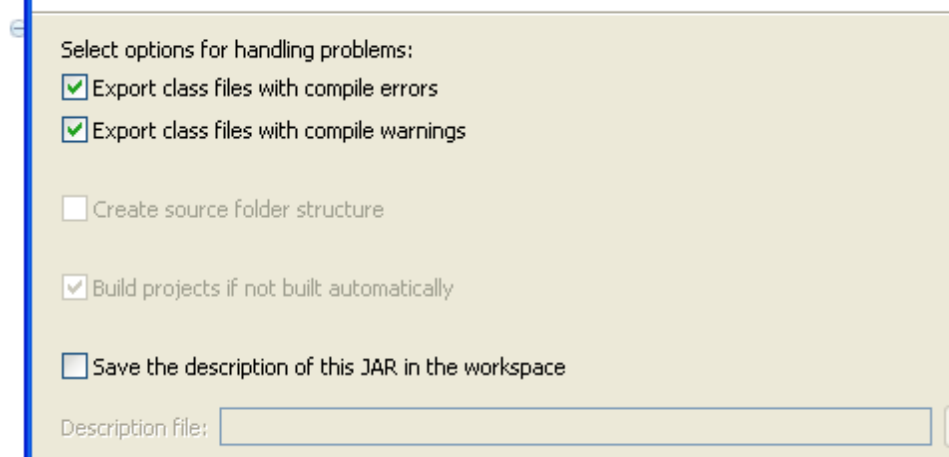 Select options for handling problems:
Export class files with compile errors
Export class files with compile warnings
Create source folder structure
Build projects if not built automatically
Save the description of this JAR in the workspace
Description file: